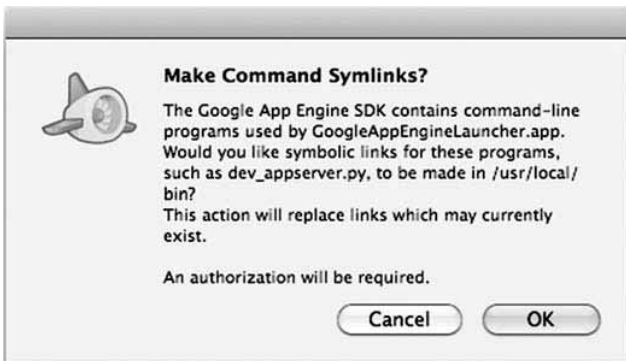 Make Command Symlinks?
The Google App Engine SDK contains command-line
programs used by GoogleAppEngineLauncher.app.
Would you like symbolic links for these programs,
such as dev_appserver.py, to be made in /usr/local/
bin?
This action will replace links which may currently
exist.
An authorization will be required.
Cancel
OK